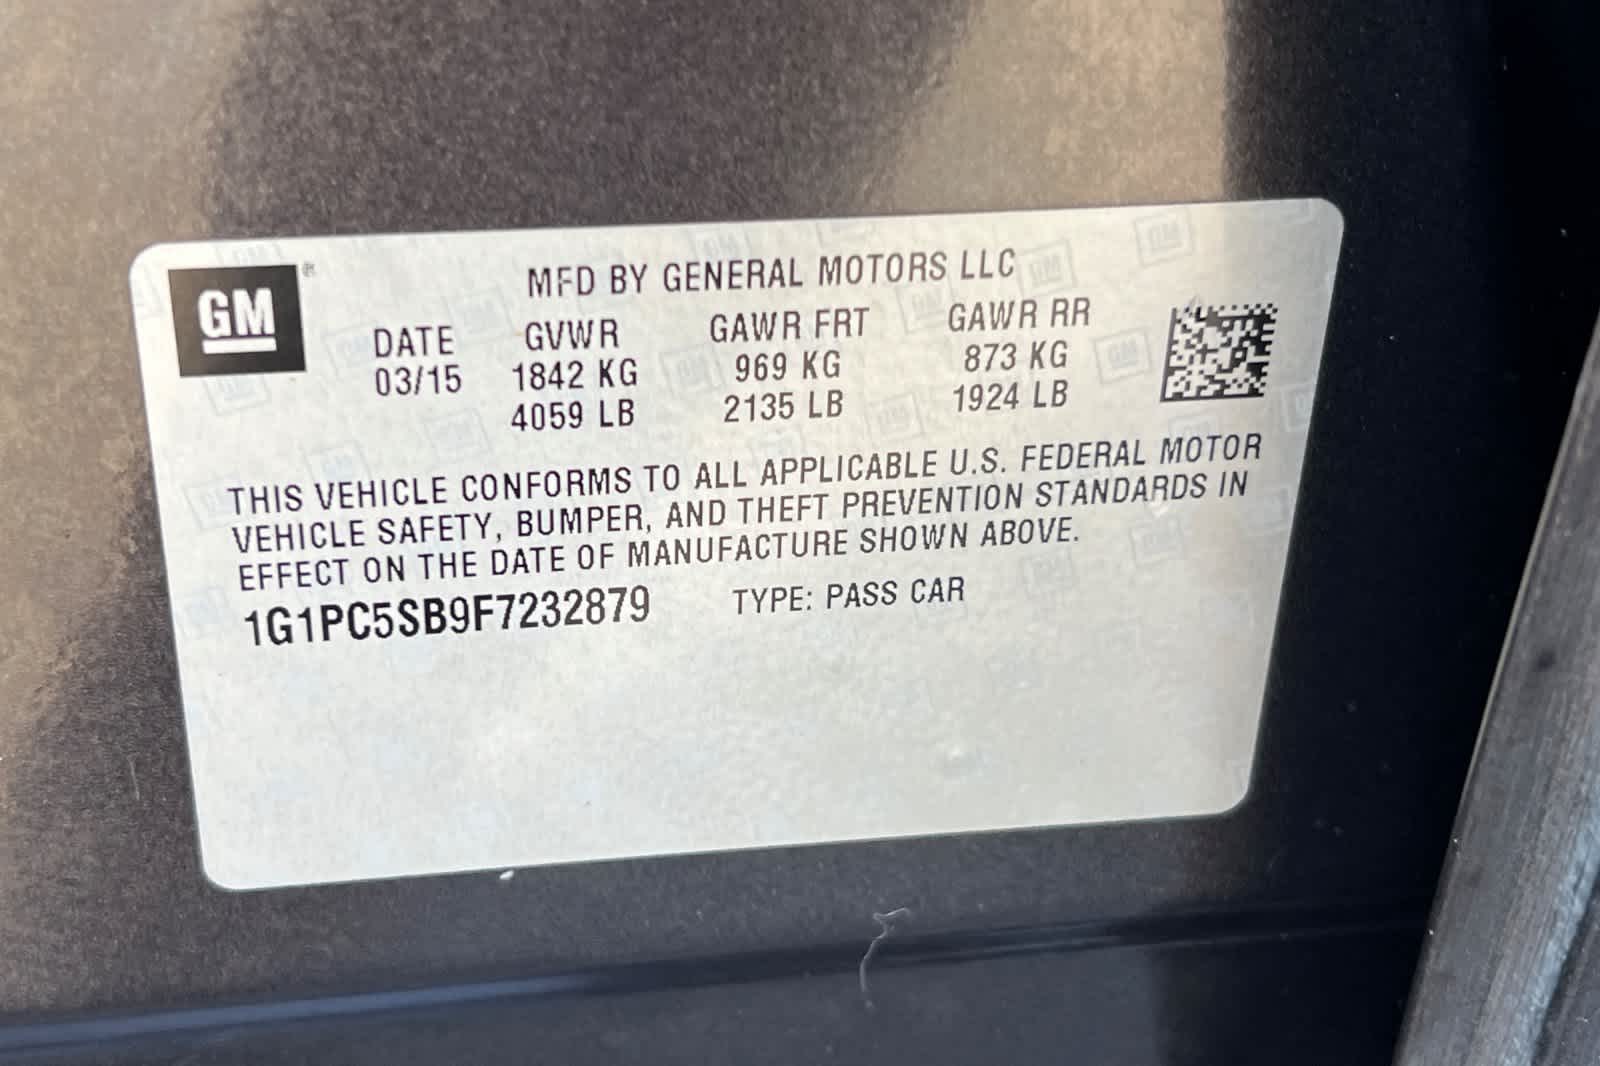 GM ®
MFD BY GENERAL MOTORS LLC
DATE GVWR GAWR FRT GAWR RR
03/15 1842 KG 969 KG 873 KG
4059 LB 2135 LB 1924 LB
THIS VEHICLE CONFORMS TO ALL APPLICABLE U.S. FEDERAL MOTOR
VEHICLE SAFETY, BUMPER, AND THEFT PREVENTION STANDARDS IN
EFFECT ON THE DATE OF MANUFACTURE SHOWN ABOVE.
1G1PC5SB9F7232879 TYPE: PASS CAR